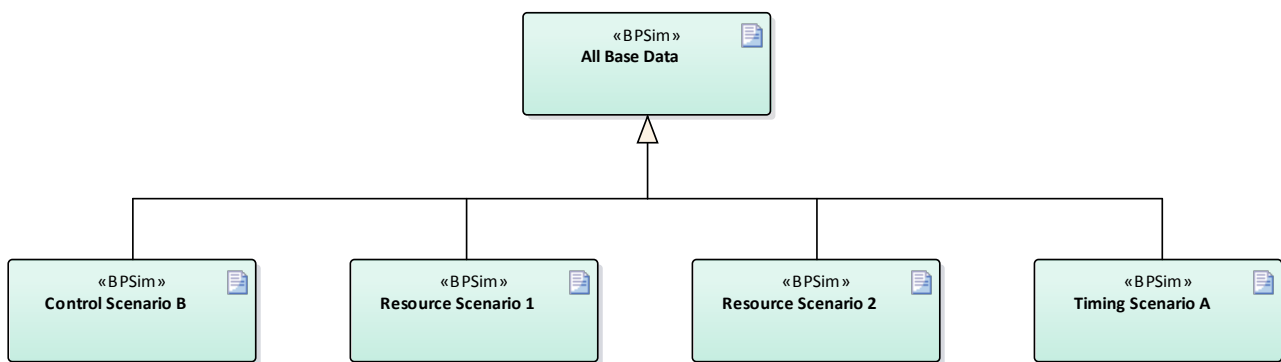 «BPSim»
All Base Data
«BPSim»
Control Scenario B
«BPSim»
Resource Scenario 1
«BPSim»
Resource Scenario 2
«BPSim»
Timing Scenario A